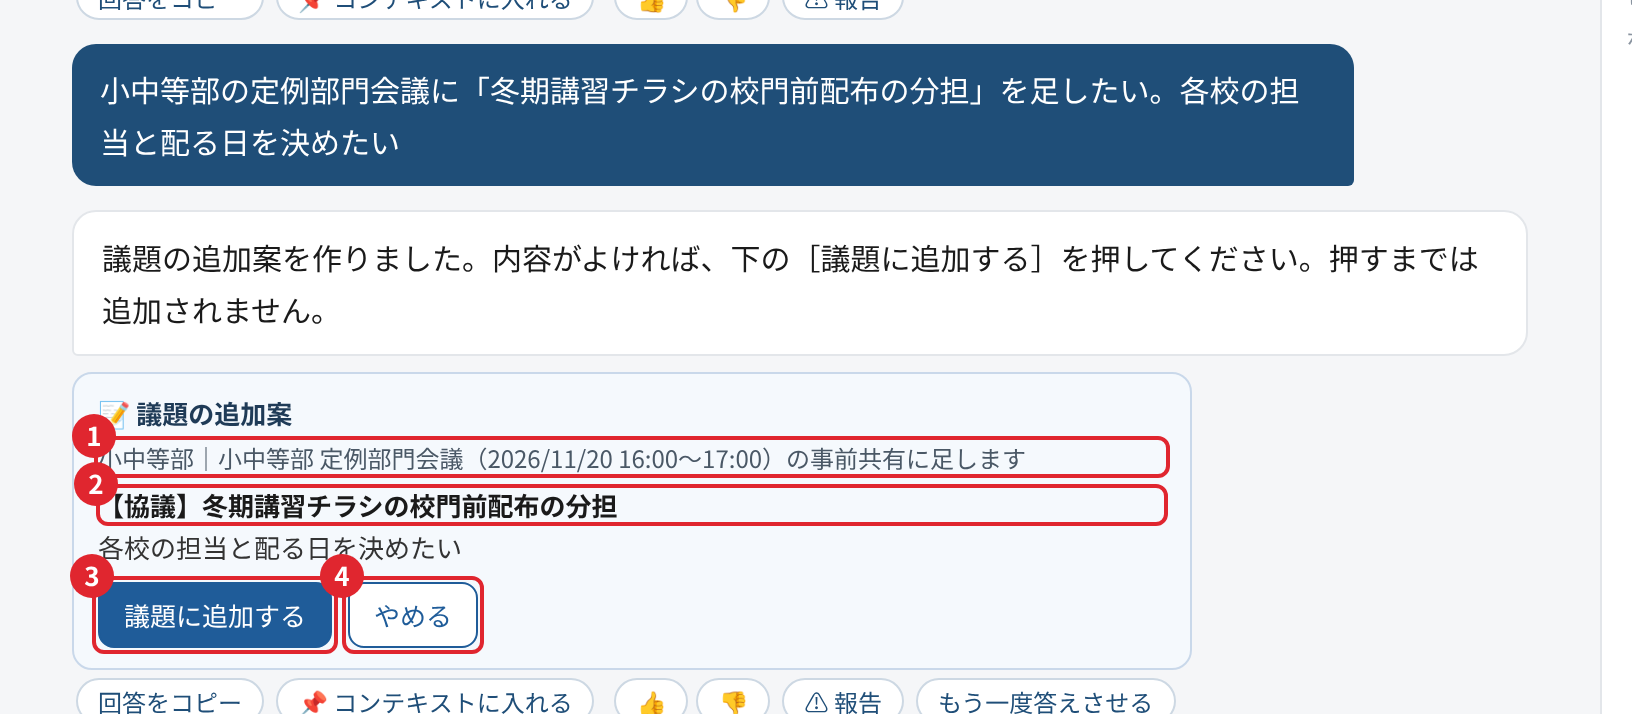 回答をコピー
📌 コンテキストに入れる
👍
👎
⚠ 報告
小中等部の定例部門会議に「冬期講習チラシの校門前配布の分担」を足したい。各校の担
当と配る日を決めたい
議題の追加案を作りました。内容がよければ、下の［議題に追加する］を押してください。押すまでは
追加されません。
📝 議題の追加案
1
小中等部｜小中等部 定例部門会議（2026/11/20 16:00〜17:00）の事前共有に足します
2
【協議】冬期講習チラシの校門前配布の分担
各校の担当と配る日を決めたい
3
議題に追加する
4
やめる
回答をコピー
📌 コンテキストに入れる
👍
👎
⚠ 報告
もう一度答えさせる